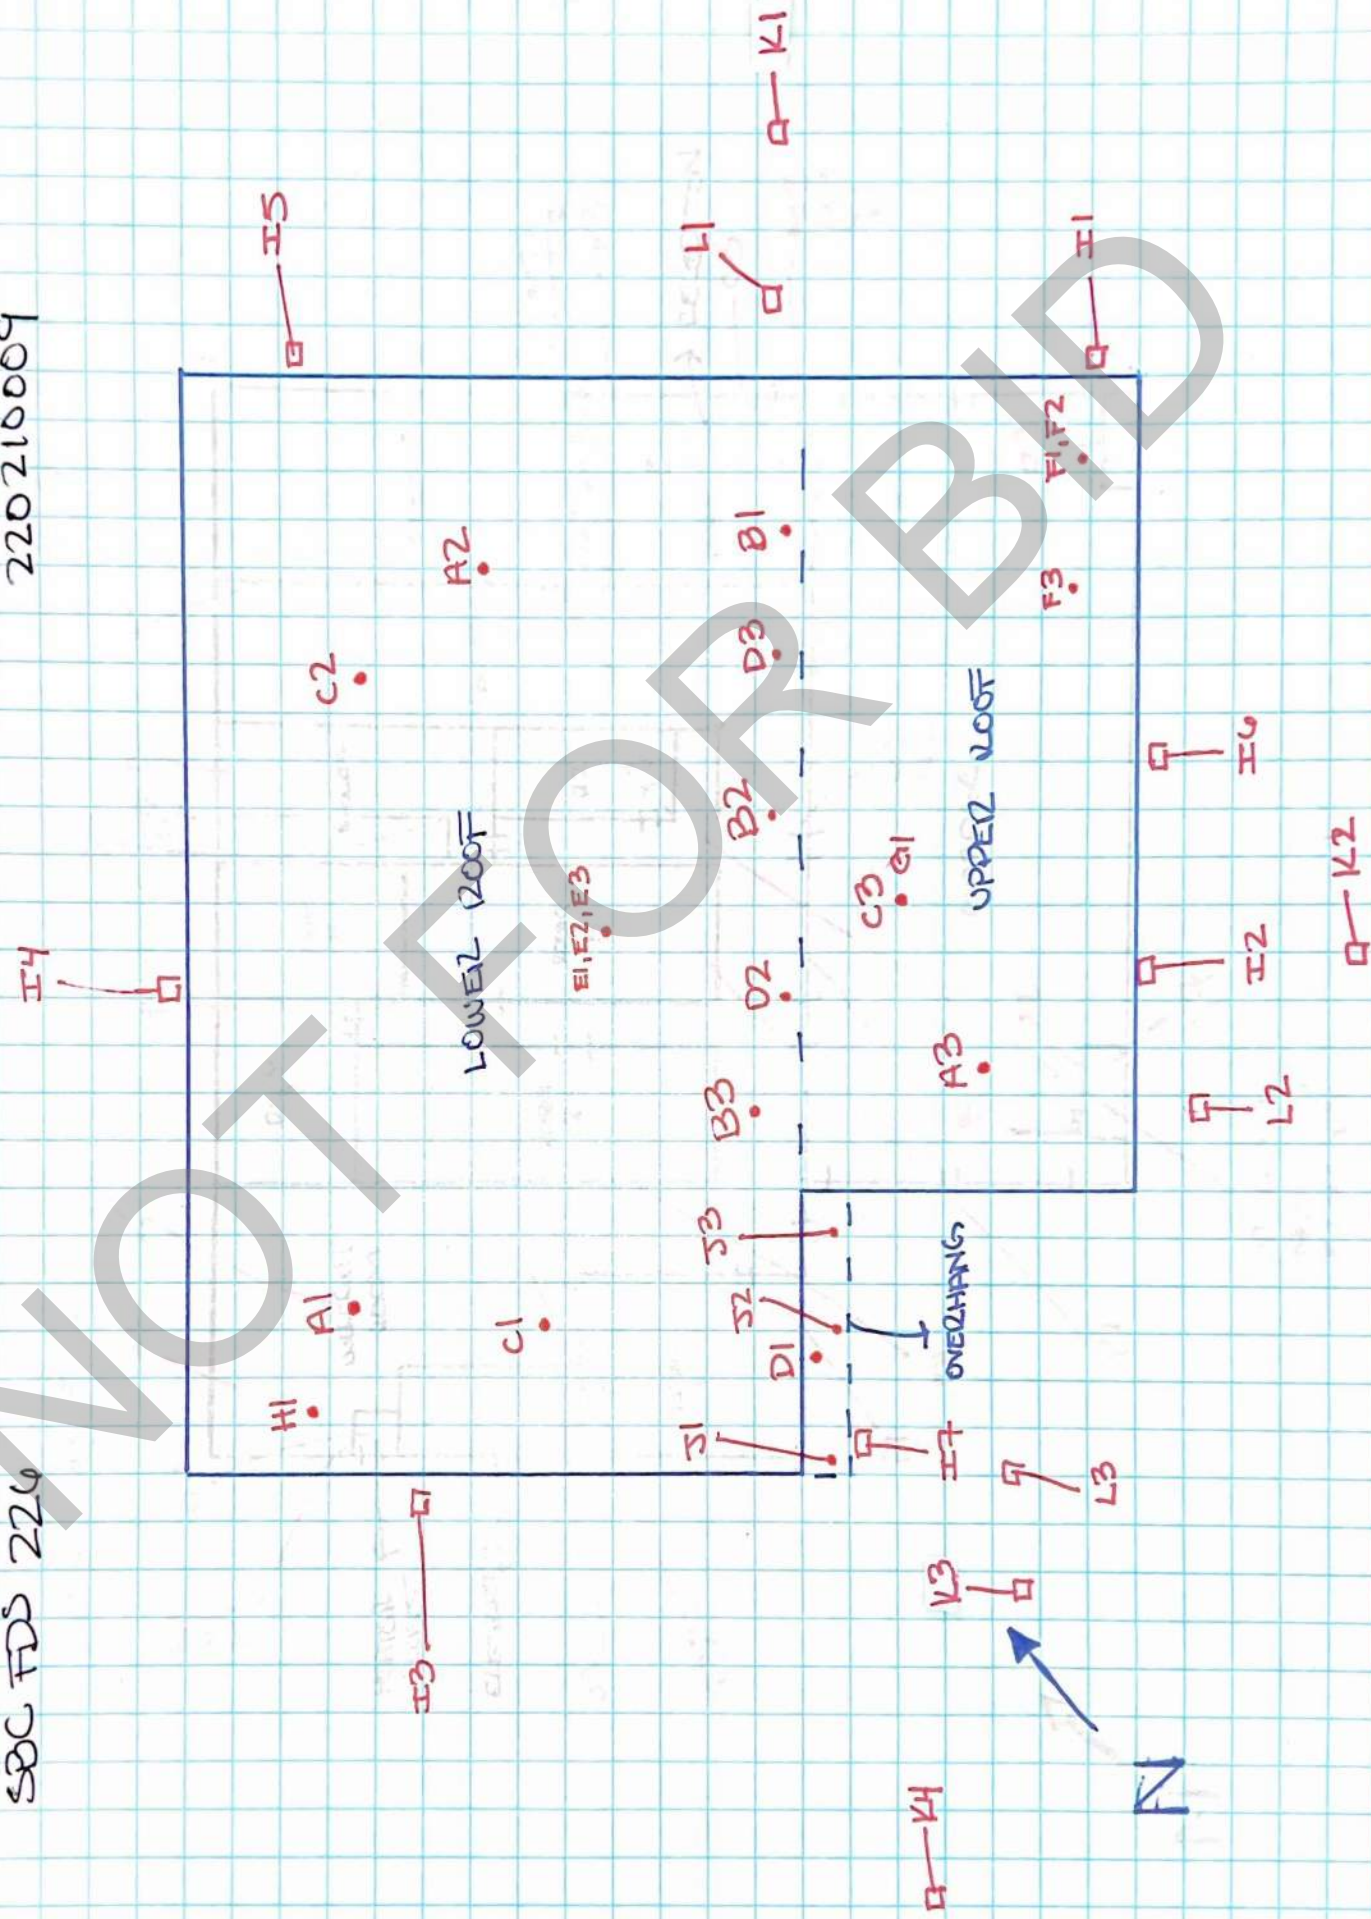 SBC FDS 226 220210009
I4
H1 I5
A1 C2
I3 A2
LOWER ROOF
C1
E1,E2,E3
J1 L1
J3 B3 D2 B2 D3 B1
J2
D1 K1
C3
G1
K4 K3 I7 OVERHANG A3
UPPER ROOF
F3 F1,F2
I1
L3
N
I2 I6
L2
K2
NOT FOR BID